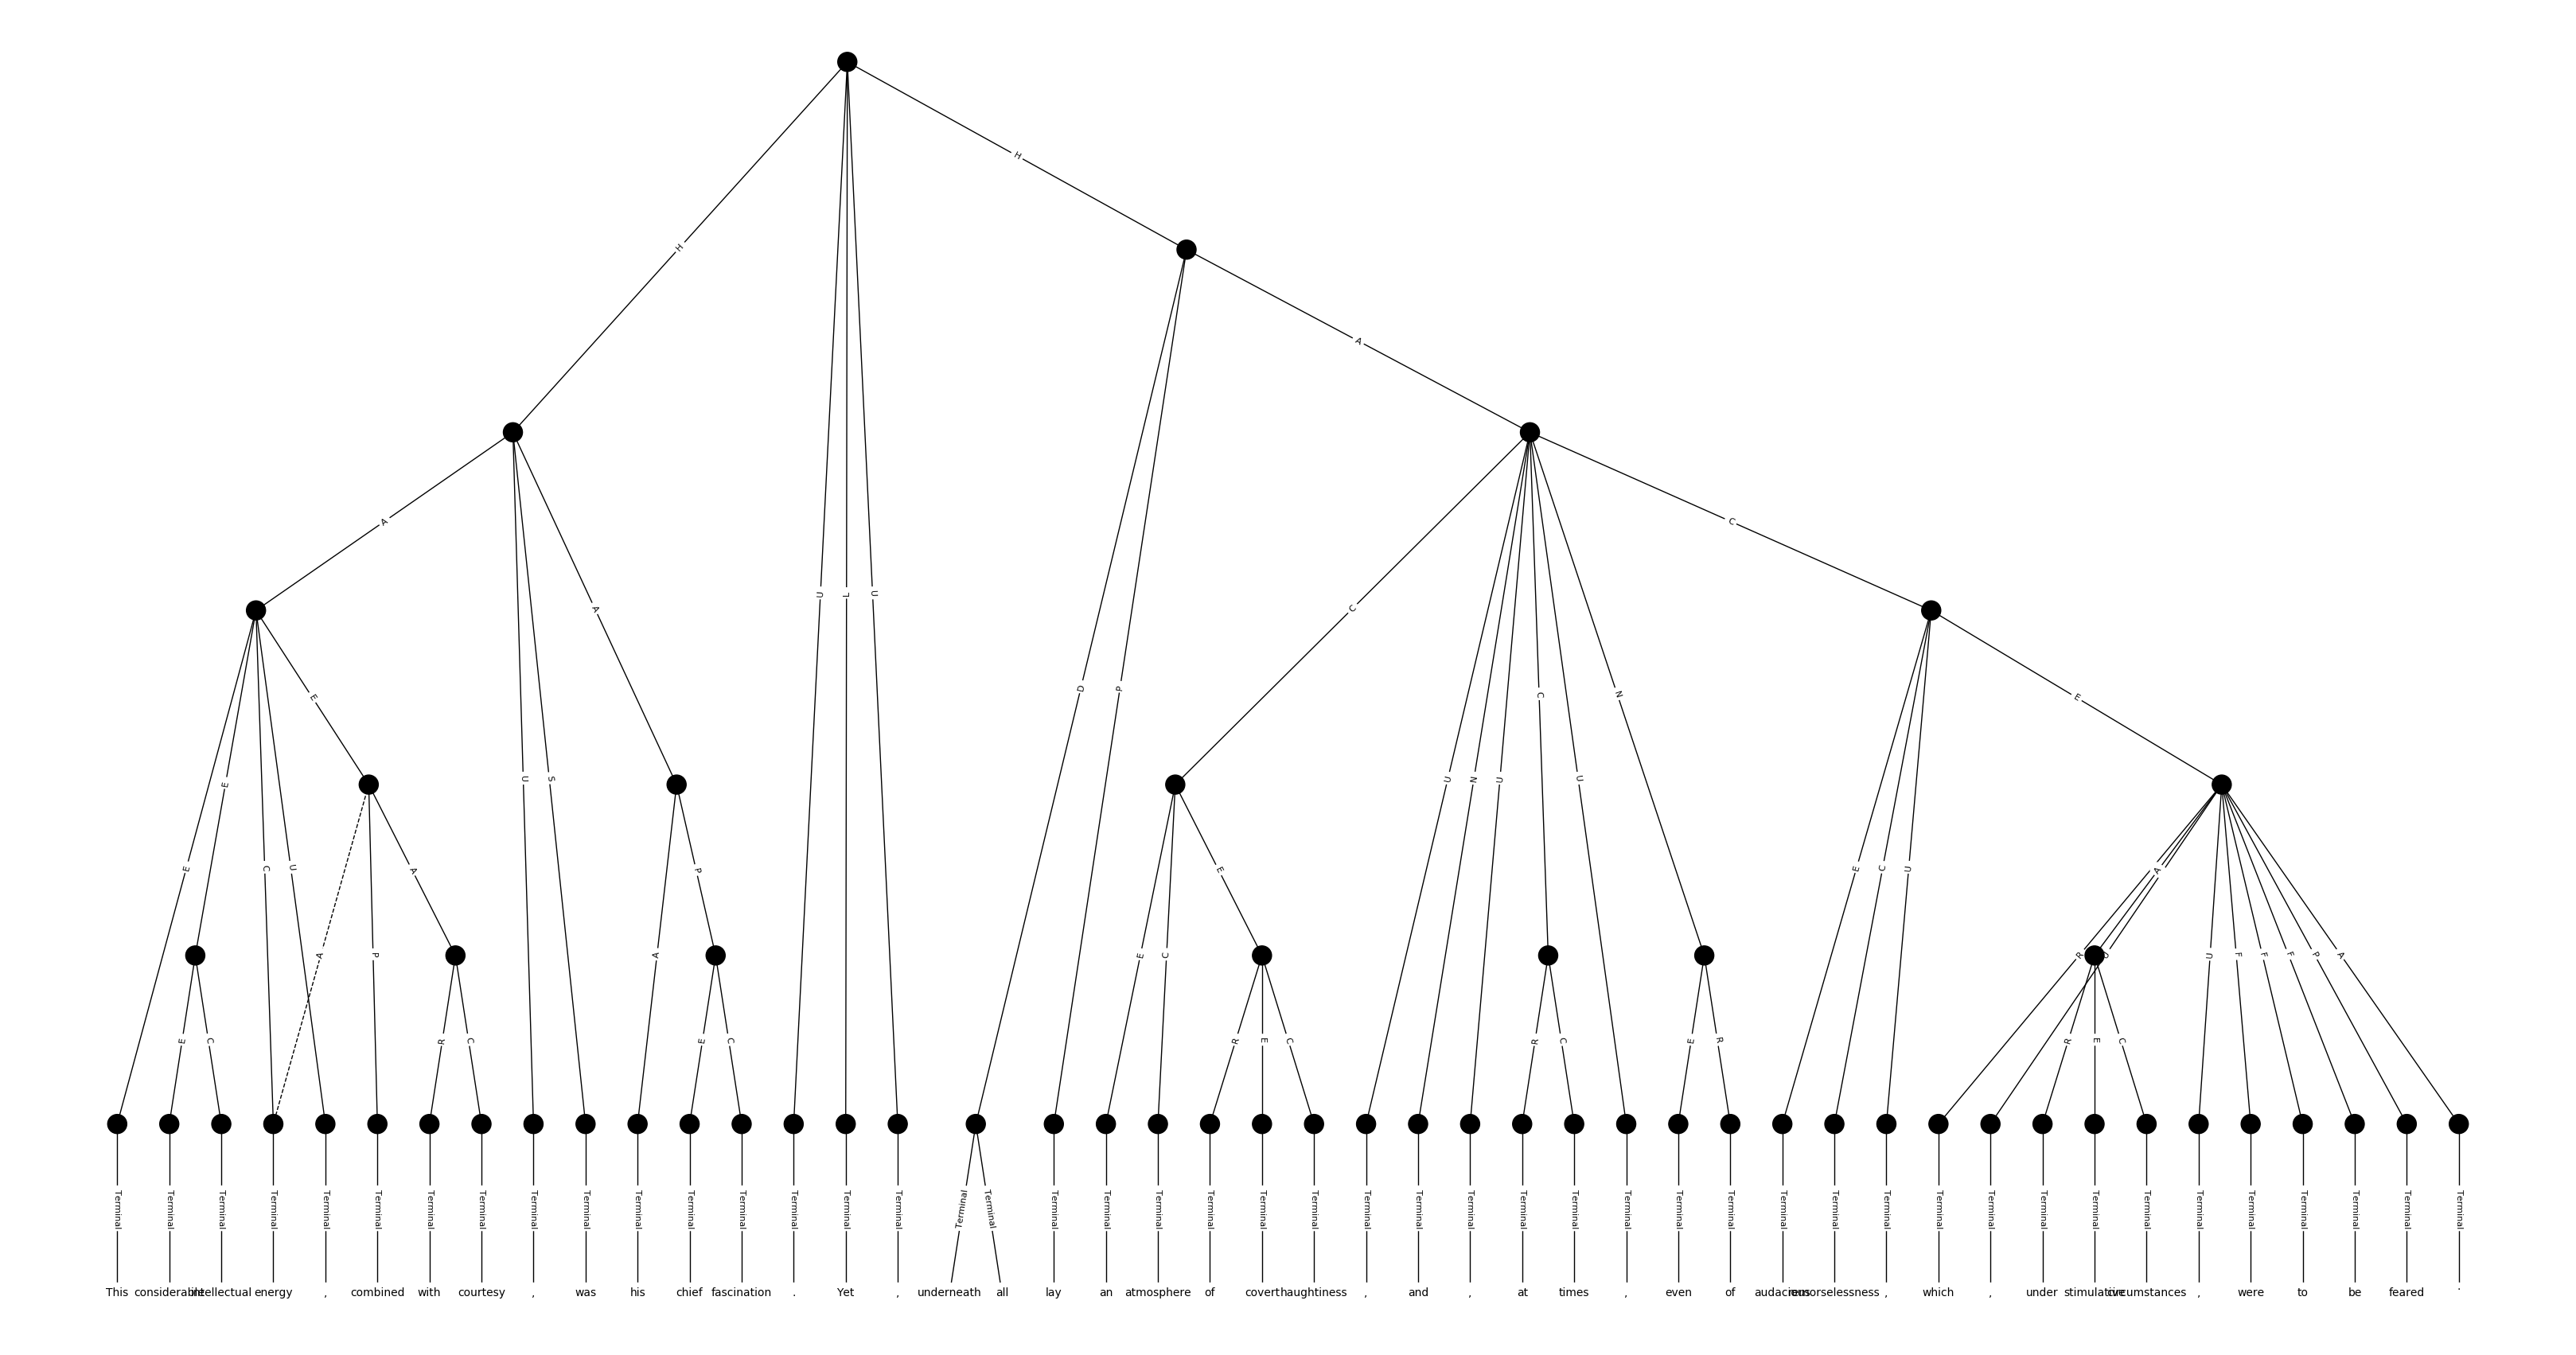 H
H
A
A
A
C
E
E
C
L
U
U
C
N
D
P
E
U
S
U
N
U
U
E
E
C
U
A
P
E
E
C
U
A
A
P
A
E
C
R
U
F
F
F
P
A
E
C
R
C
E
C
R
E
C
R
C
E
R
R
E
C
Terminal Terminal Terminal Terminal Terminal Terminal Terminal Terminal Terminal Terminal Terminal Terminal Terminal Terminal Terminal Terminal Terminal Terminal Terminal Terminal Terminal Terminal Terminal Terminal Terminal Terminal Terminal Terminal Terminal Terminal Terminal Terminal Terminal Terminal Terminal Terminal Terminal Terminal Terminal Terminal Terminal Terminal Terminal Terminal Terminal Terminal
This considerable intellectual energy , combined with courtesy , was his chief fascination . Yet , underneath all lay an atmosphere of covert haughtiness , and , at times , even of audacious remorselessness , which , under stimulative circumstances , were to be feared .